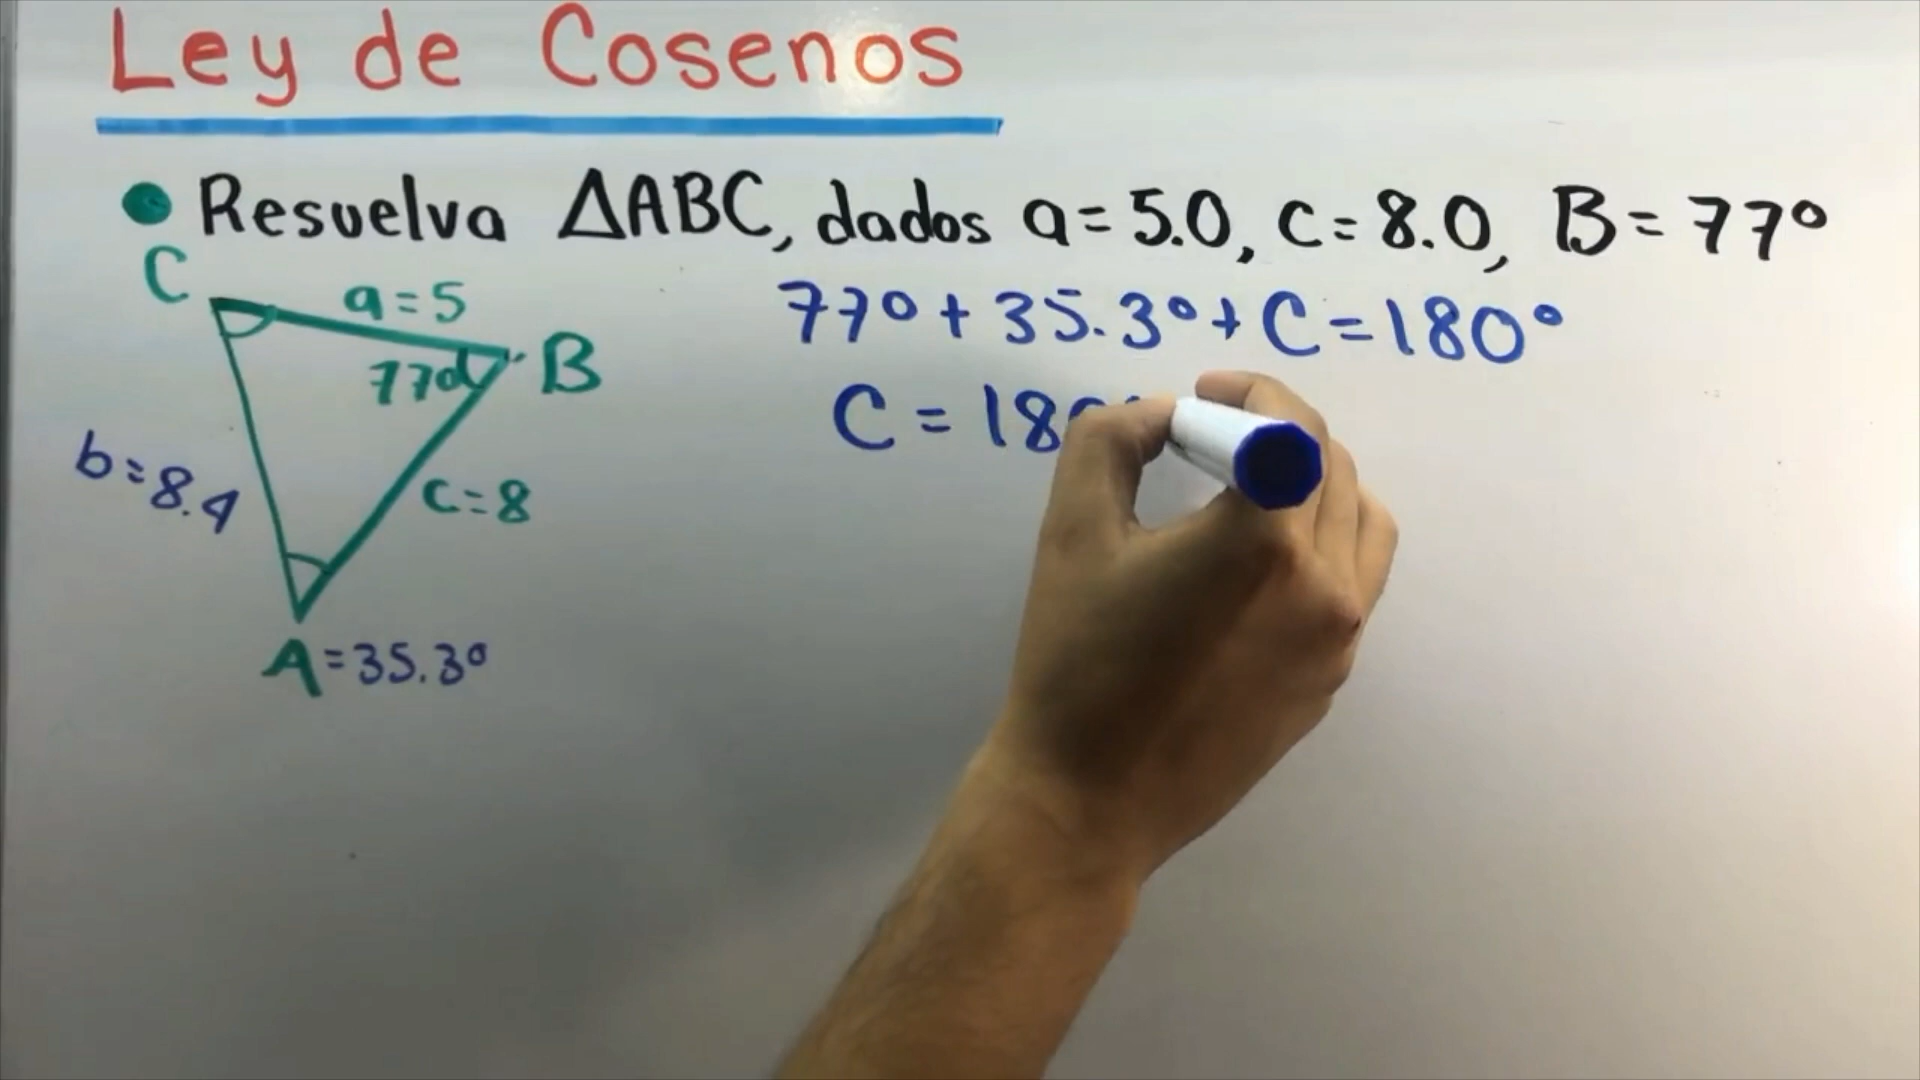 Ley de Cosenos
Resuelva ΔABC, dados a = 5.0, c = 8.0, B = 77°
C
a = 5
77°
B
b = 8.4
c = 8
A = 35.3°
77° + 35.3° + C = 180°
C = 18